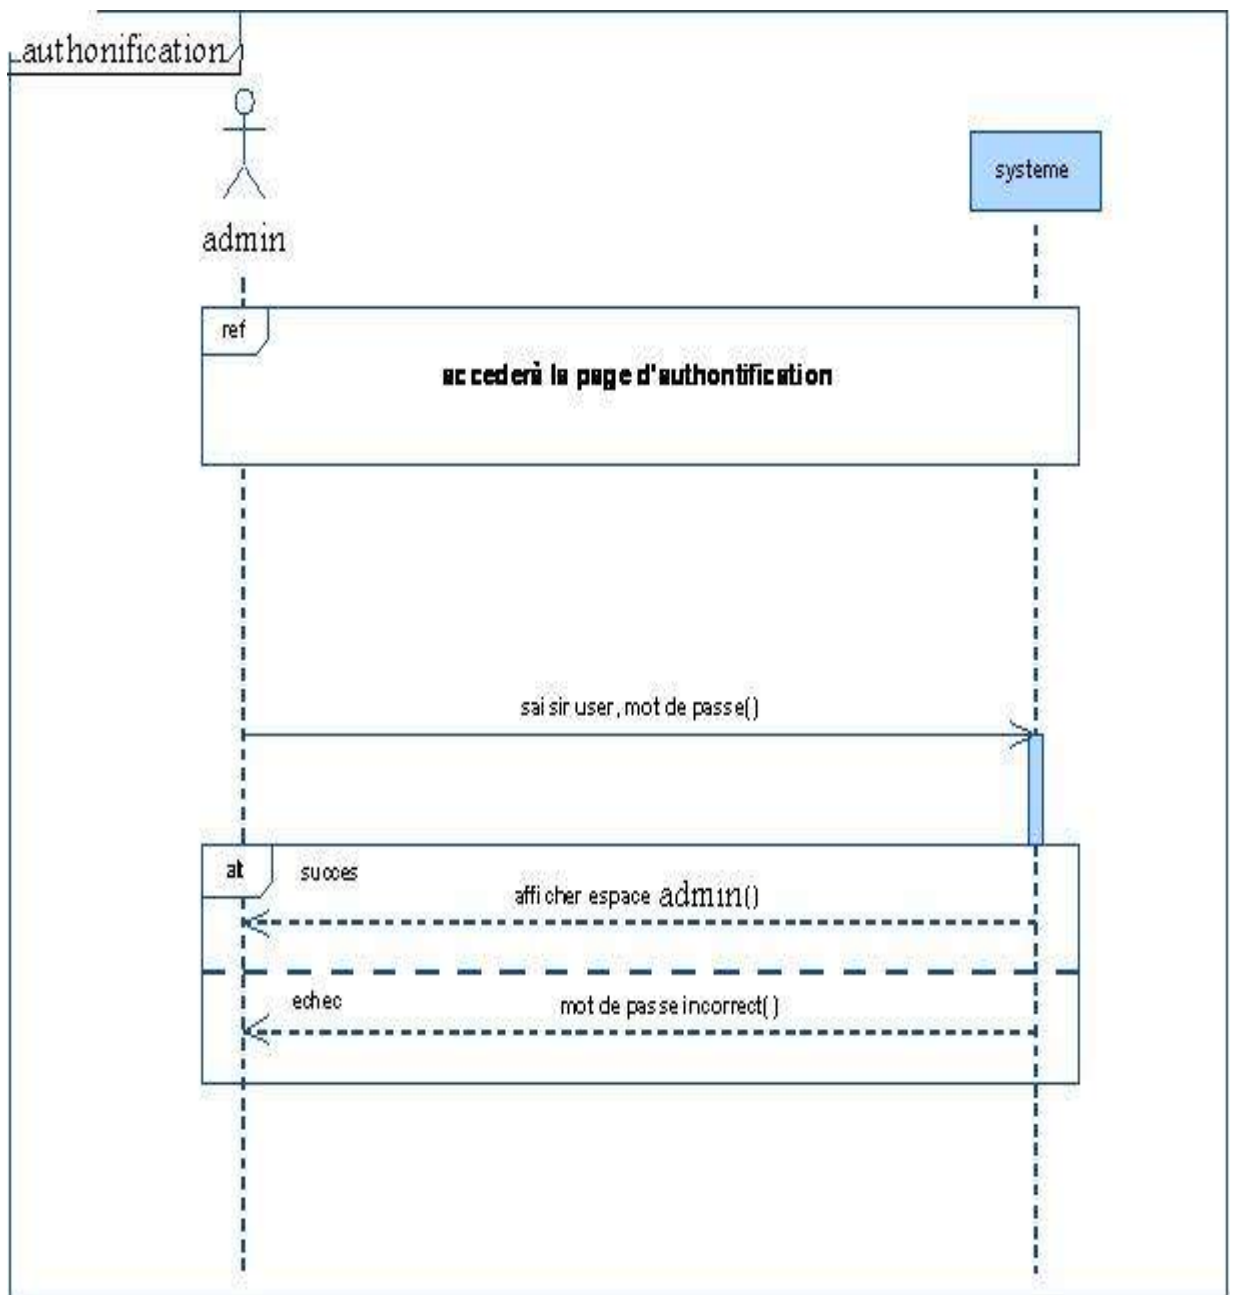 authonification
systeme
admin
ref
accederà la page d'authontification
saisir user, mot de passe()
at
succes
afficher espace admin()
echec
mot de passe incorrect()